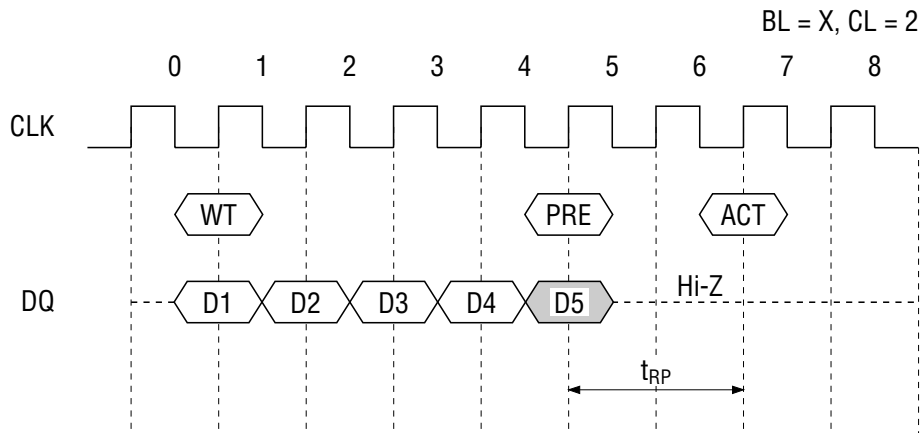 BL = X, CL = 2
0 1 2 3 4 5 6 7 8
CLK
WT PRE ACT
DQ D1 D2 D3 D4 D5 Hi-Z
tRP